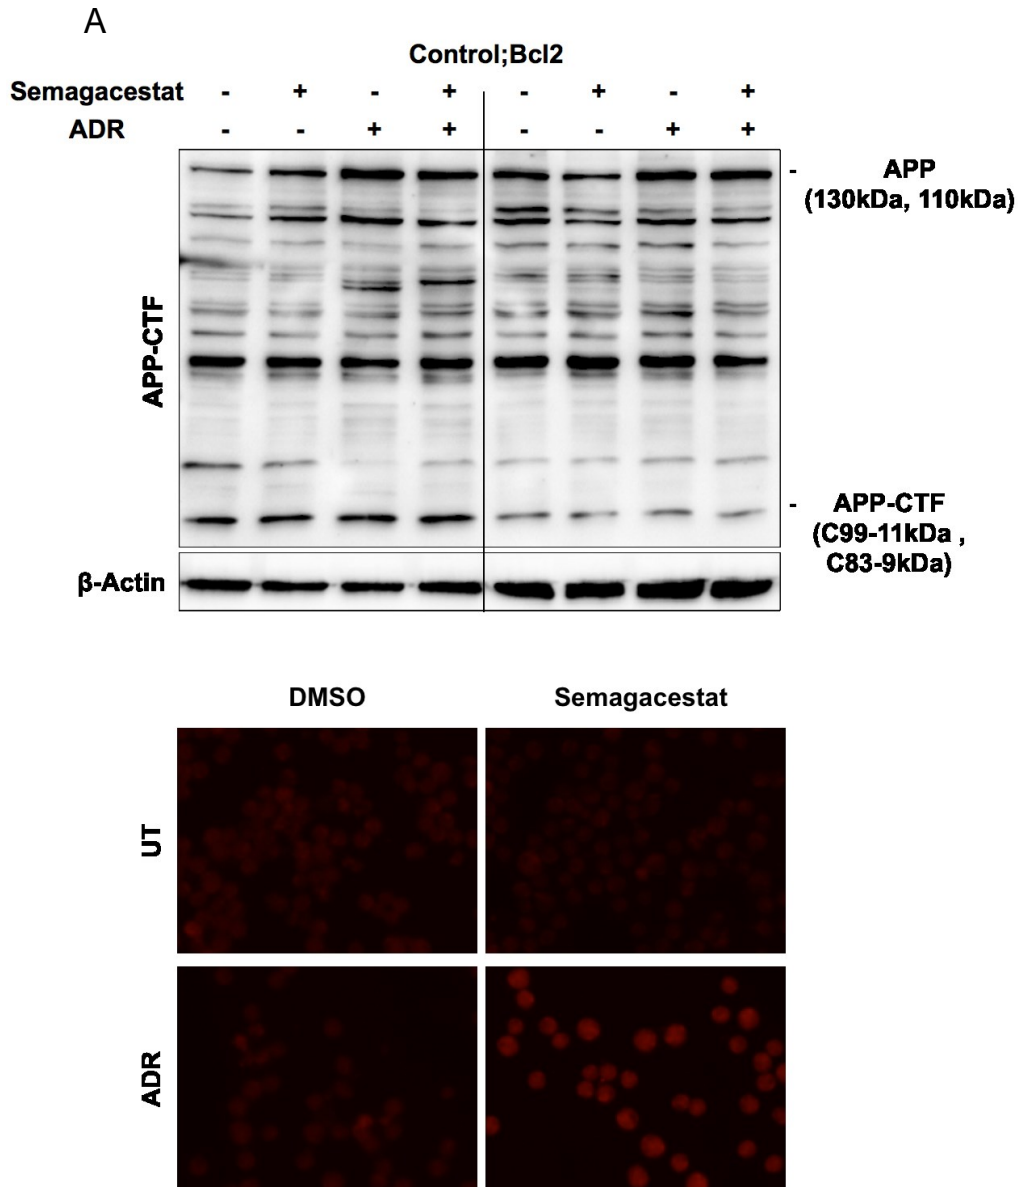 A
Control;Bcl2
Semagacestat - + - + - + - +
ADR - - + + - - + +
- APP
(130kDa, 110kDa)
APP-CTF
- APP-CTF
(C99-11kDa ,
C83-9kDa)
β-Actin
DMSO Semagacestat
UT
ADR